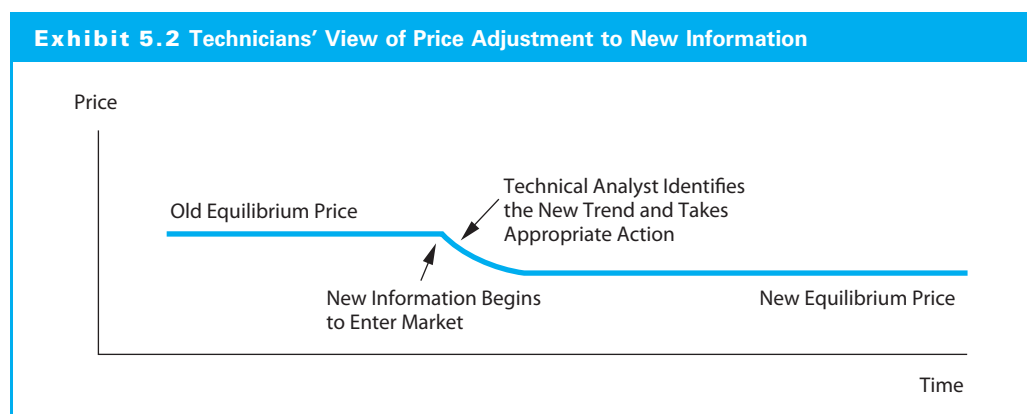 Exhibit 5.2 Technicians’ View of Price Adjustment to New Information
Price
Technical Analyst Identifies
the New Trend and Takes
Appropriate Action
Old Equilibrium Price
New Information Begins
to Enter Market
New Equilibrium Price
Time